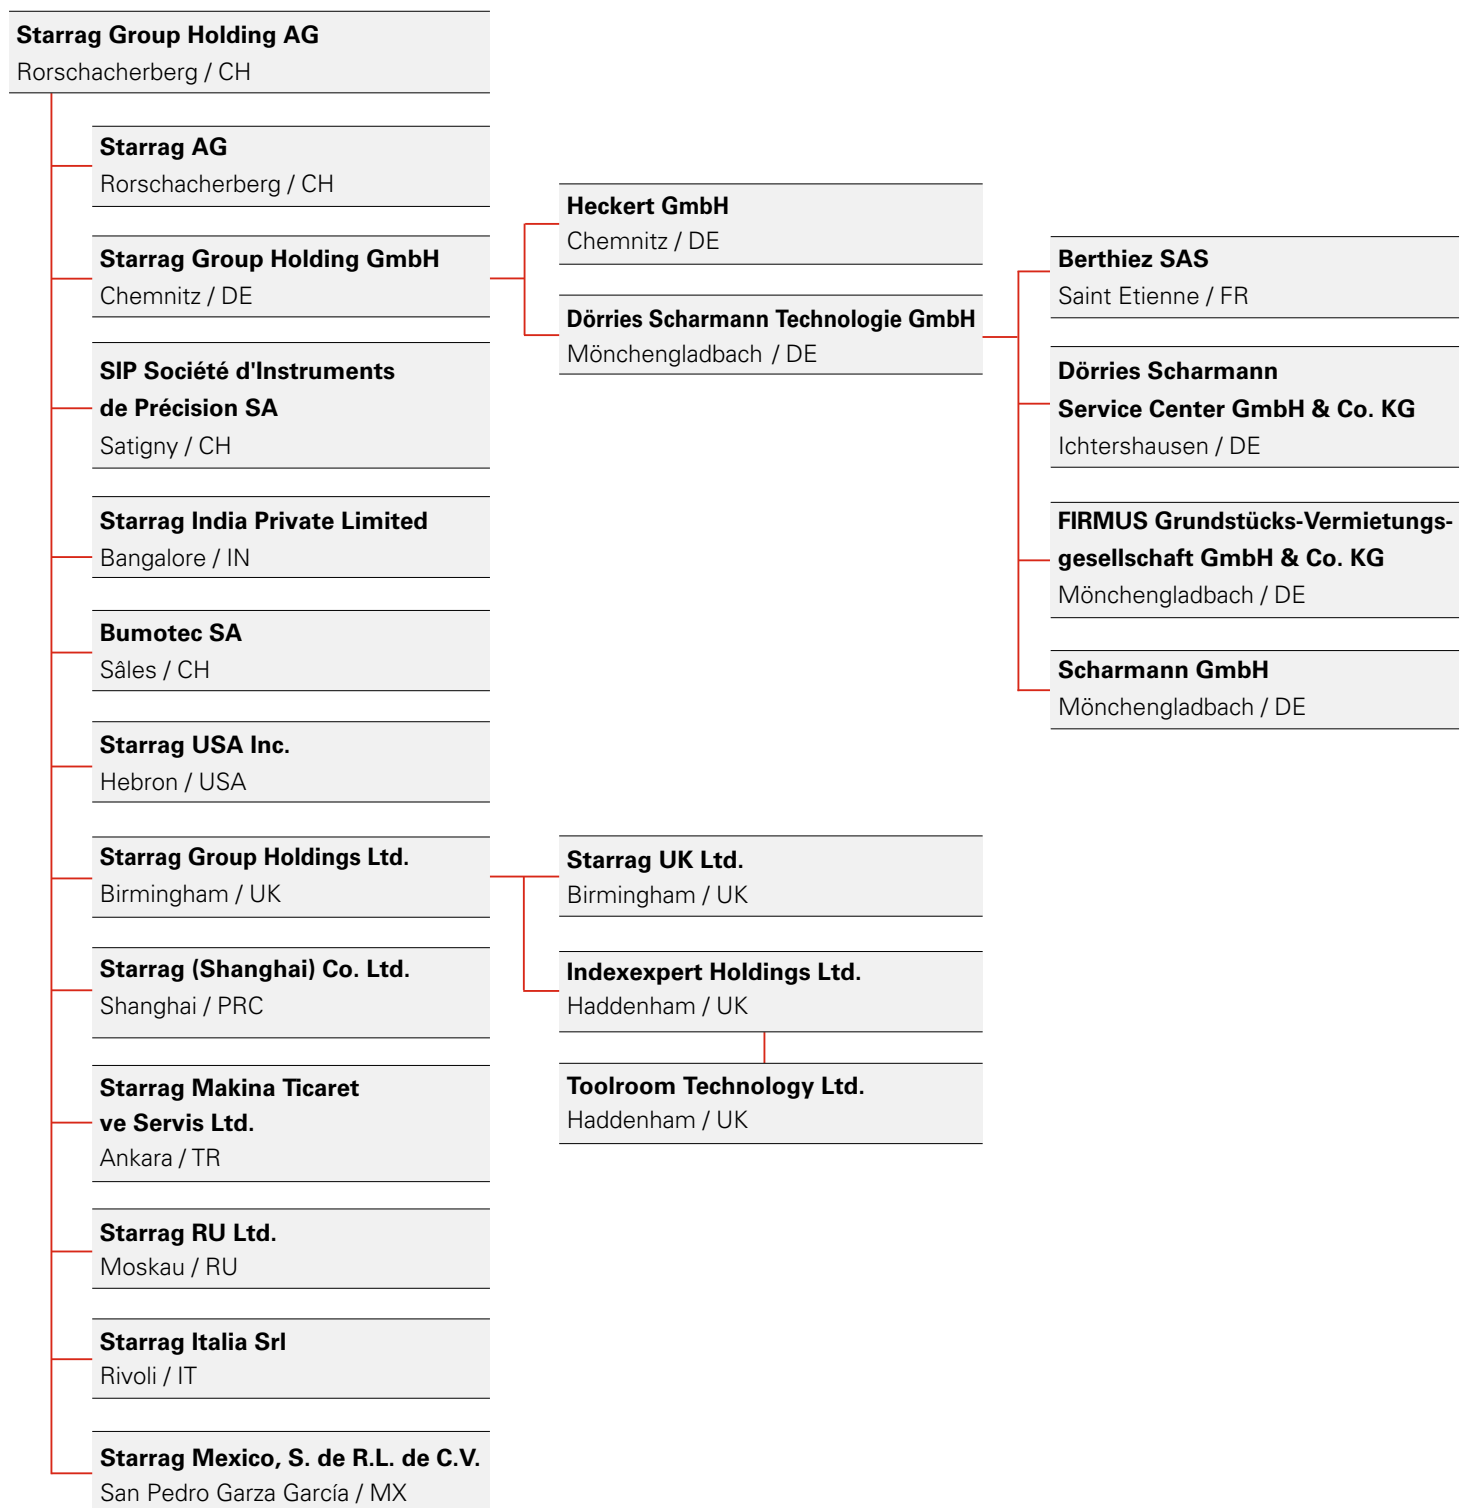 Starrag Group Holding AG
Rorschacherberg / CH
Starrag AG
Rorschacherberg / CH
Starrag Group Holding GmbH
Chemnitz / DE
SIP Société d'Instruments
de Précision SA
Satigny / CH
Starrag India Private Limited
Bangalore / IN
Bumotec SA
Sâles / CH
Starrag USA Inc.
Hebron / USA
Starrag Group Holdings Ltd.
Birmingham / UK
Starrag (Shanghai) Co. Ltd.
Shanghai / PRC
Starrag Makina Ticaret
ve Servis Ltd.
Ankara / TR
Starrag RU Ltd.
Moskau / RU
Starrag Italia Srl
Rivoli / IT
Starrag Mexico, S. de R.L. de C.V.
San Pedro Garza García / MX
Heckert GmbH
Chemnitz / DE
Dörries Scharmann Technologie GmbH
Mönchengladbach / DE
Starrag UK Ltd.
Birmingham / UK
Indexexpert Holdings Ltd.
Haddenham / UK
Toolroom Technology Ltd.
Haddenham / UK
Berthiez SAS
Saint Etienne / FR
Dörries Scharmann
Service Center GmbH & Co. KG
Ichtershausen / DE
FIRMUS Grundstücks-Vermietungs-
gesellschaft GmbH & Co. KG
Mönchengladbach / DE
Scharmann GmbH
Mönchengladbach / DE